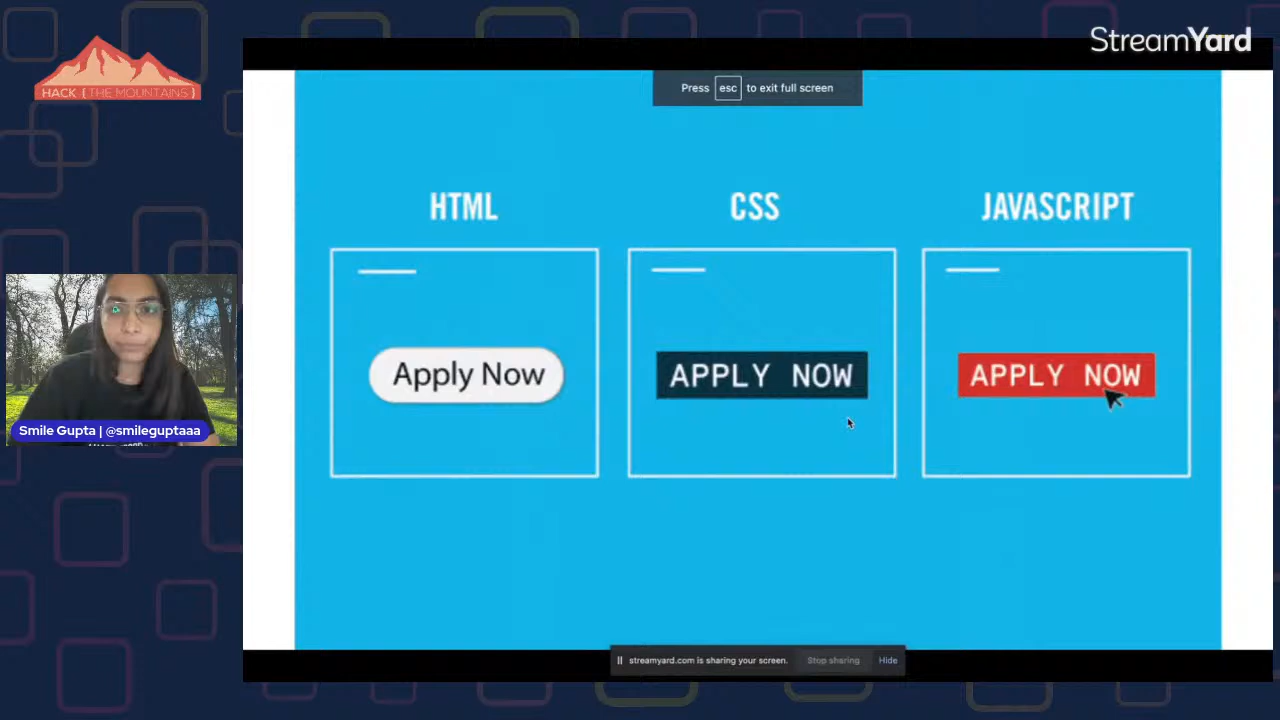 HACK {THE MOUNTAINS}
StreamYard
Press esc to exit full screen
HTML
CSS
JAVASCRIPT
Apply Now
APPLY NOW
APPLY NOW
Smile Gupta | @smileguptaaa
streamyard.com is sharing your screen.
Stop sharing
Hide